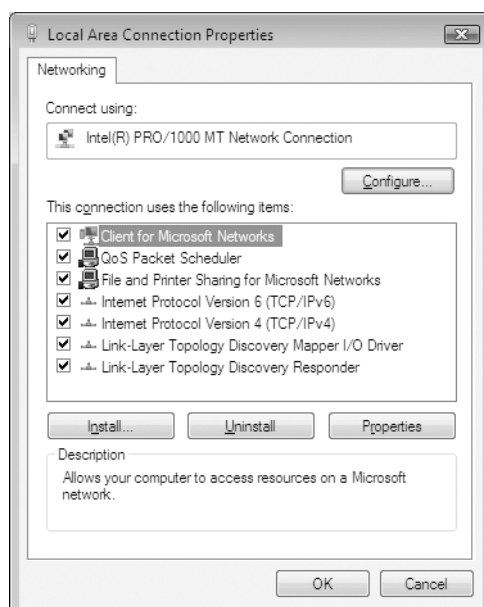 Local Area Connection Properties
Networking
Connect using:
Intel(R) PRO/1000 MT Network Connection
Configure...
This connection uses the following items:
Client for Microsoft Networks
QoS Packet Scheduler
File and Printer Sharing for Microsoft Networks
Internet Protocol Version 6 (TCP/IPv6)
Internet Protocol Version 4 (TCP/IPv4)
Link-Layer Topology Discovery Mapper I/O Driver
Link-Layer Topology Discovery Responder
Install...
Uninstall
Properties
Description
Allows your computer to access resources on a Microsoft
network.
OK
Cancel